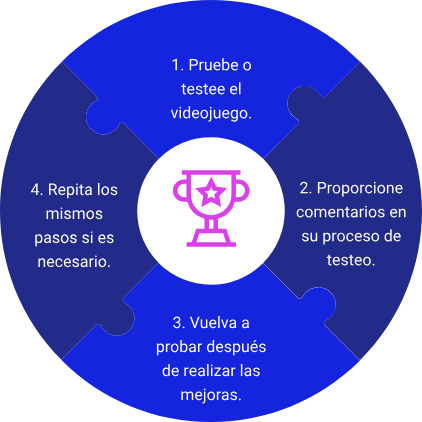 1. Pruebe o
testee el
videojuego.
2. Proporcione
comentarios en
su proceso de
testeo.
3. Vuelva a
probar después
de realizar las
mejoras.
4. Repita los
mismos
pasos si es
necesario.